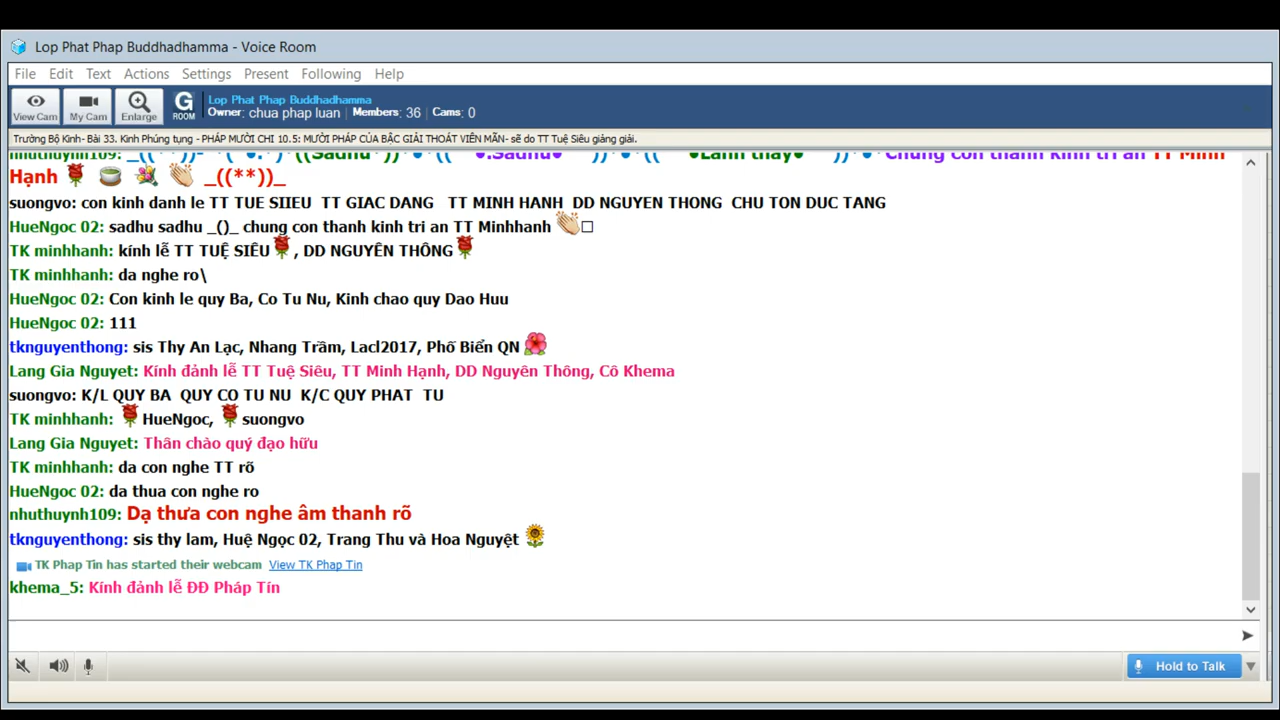 Lop Phat Phap Buddhadhamma - Voice Room
File Edit Text Actions Settings Present Following Help
View Cam My Cam Enlarge G ROOM Lop Phat Phap Buddhadhamma
Owner: chua phap luan Members: 36 Cams: 0
Trường Bộ Kinh- Bài 33. Kinh Phúng tụng - PHÁP MƯỜI CHI 10.5: MƯỜI PHÁP CỦA BẬC GIẢI THOÁT VIÊN MÃN- sẽ do TT Tuệ Siêu giảng giải.
Hạnh _((**))_
suongvo: con kinh danh le TT TUE SIIEU TT GIAC DANG TT MINH HANH DD NGUYEN THONG CHU TON DUC TANG
HueNgoc 02: sadhu sadhu _()_ chung con thanh kinh tri an TT Minhhanh
TK minhhanh: kính lễ TT TUỆ SIÊU , DD NGUYÊN THÔNG
TK minhhanh: da nghe ro\
HueNgoc 02: Con kinh le quy Ba, Co Tu Nu, Kinh chao quy Dao Huu
HueNgoc 02: 111
tknguyenthong: sis Thy An Lạc, Nhang Trầm, Lacl2017, Phố Biển QN
Lang Gia Nguyet: Kính đảnh lễ TT Tuệ Siêu, TT Minh Hạnh, DD Nguyên Thông, Cô Khema
suongvo: K/L QUY BA QUY CO TU NU K/C QUY PHAT TU
TK minhhanh: HueNgoc, suongvo
Lang Gia Nguyet: Thân chào quý đạo hữu
TK minhhanh: da con nghe TT rõ
HueNgoc 02: da thua con nghe ro
nhuthuynh109: Dạ thưa con nghe âm thanh rõ
tknguyenthong: sis thy lam, Huệ Ngọc 02, Trang Thu và Hoa Nguyệt
TK Phap Tin has started their webcam View TK Phap Tin
khema_5: Kính đảnh lễ ĐĐ Pháp Tín
Hold to Talk